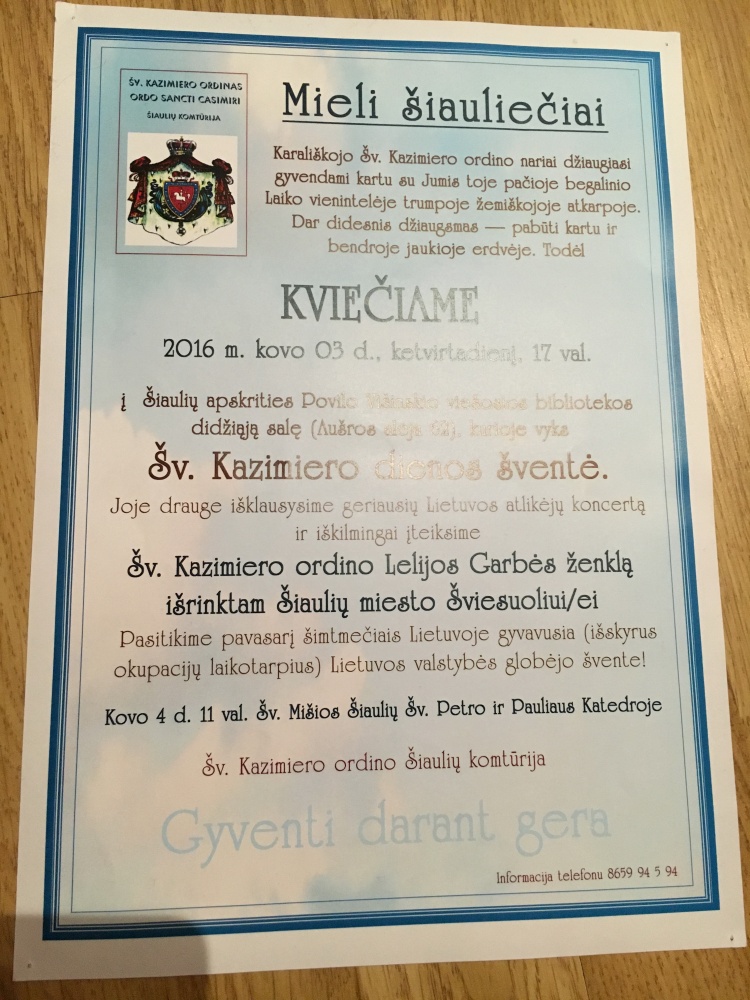 ŠV. KAZIMIERO ORDINAS
ORDO SANCTI CASIMIRI
ŠIAULIŲ KOMTŪRIJA
Mieli šiauliečiai
Karališkojo Šv. Kazimiero ordino nariai džiaugiasi
gyvendami kartu su Jumis toje pačioje begalinio
Laiko vienintelėje trumpoje žemiškojoje atkarpoje.
Dar didesnis džiaugsmas — pabūti kartu ir
bendroje jaukioje erdvėje. Todėl
KVIEČIAME
2016 m. kovo 03 d., ketvirtadienį, 17 val.
į Šiaulių apskrities Povilo viešosios bibliotekos
didžiąją salę (Aušros alėja 62), kurioje vyks
Šv. Kazimiero dienos šventė.
Joje drauge išklausysime geriausių Lietuvos atlikėjų koncertą
ir iškilmingai įteiksime
Šv. Kazimiero ordino Lelijos Garbės ženklą
išrinktam Šiaulių miesto Šviesuoliui/ei
Pasitikime pavasarį šimtmečiais Lietuvoje gyvavusia (išskyrus
okupacijų laikotarpius) Lietuvos valstybės globėjo švente!
Kovo 4 d. 11 val. Šv. Mišios Šiaulių Šv. Petro ir Pauliaus Katedroje
Šv. Kazimiero ordino Šiaulių komtūrija
Gyventi darant gera
Informacija telefonu 8659 94 5 94